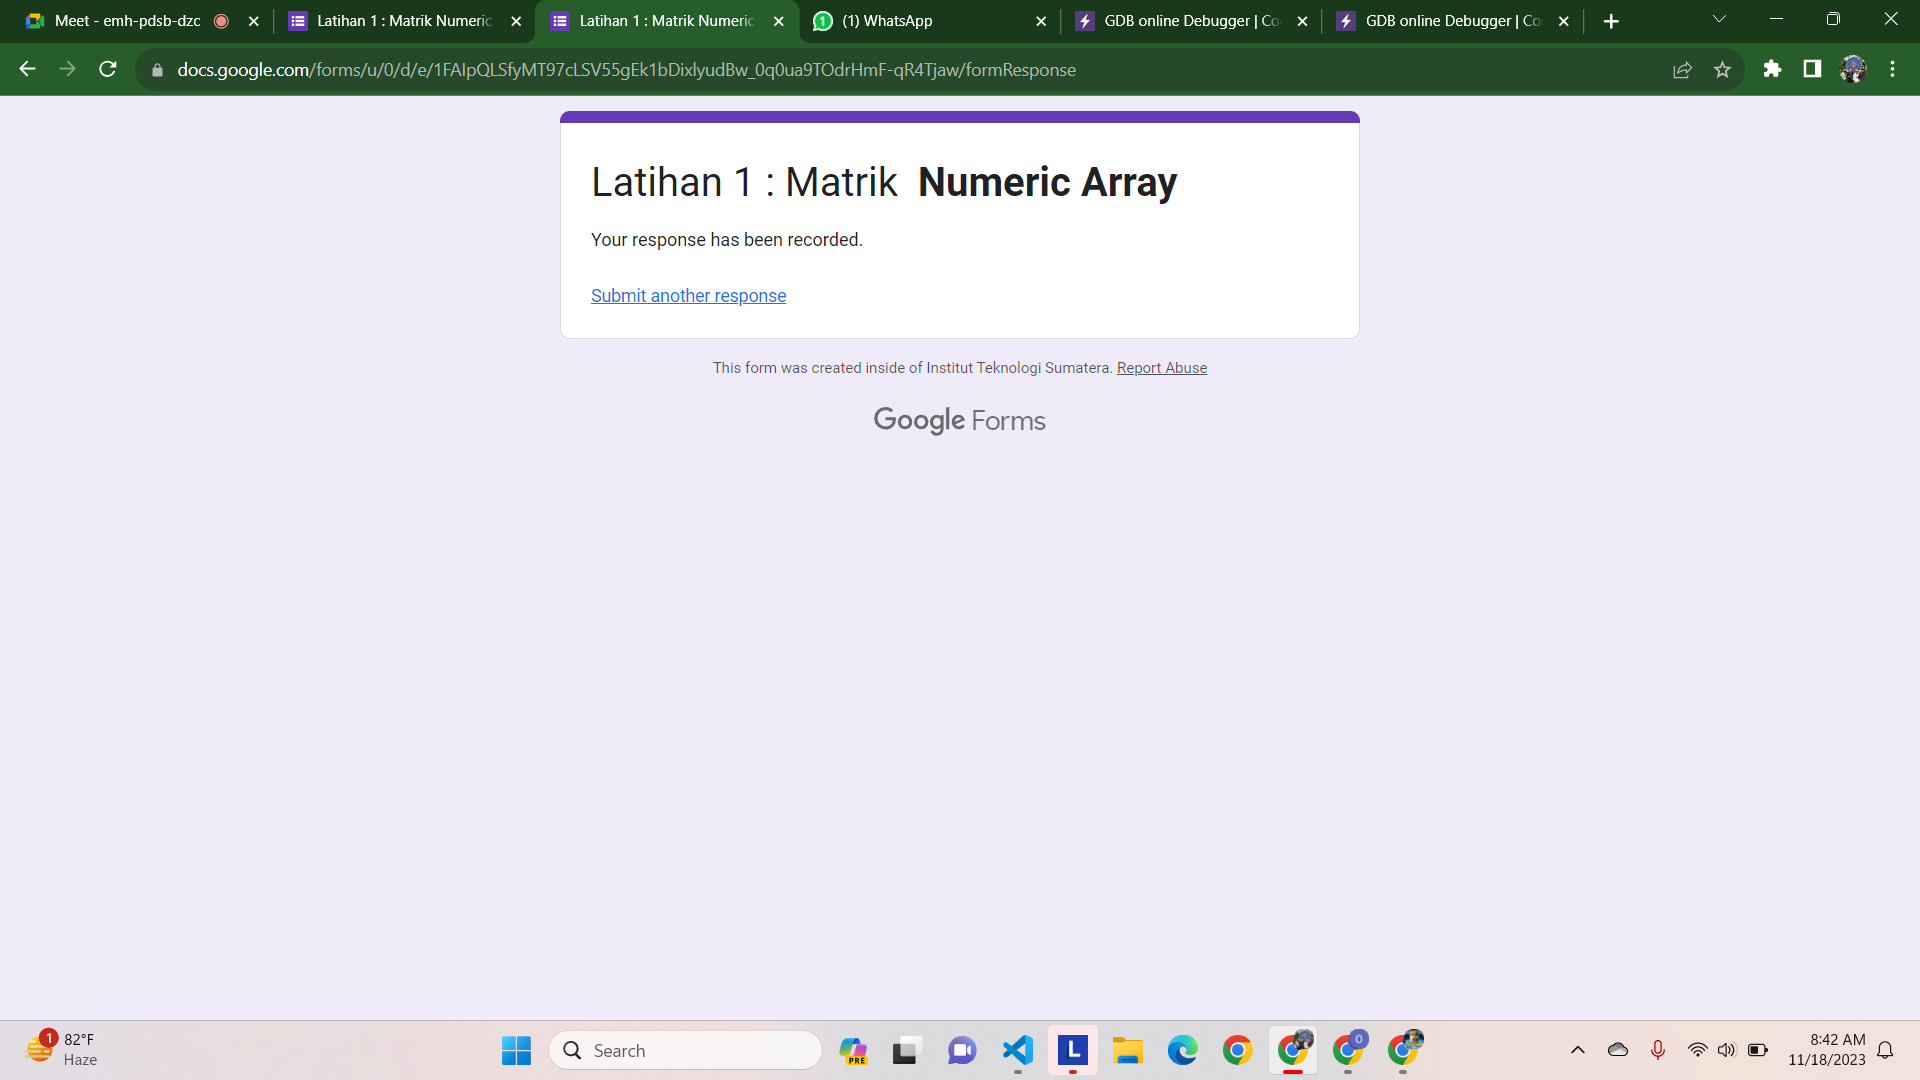 Meet - emh-pdsb-dzc
Latihan 1 : Matrik Numeric
Latihan 1 : Matrik Numeric
(1) WhatsApp
GDB online Debugger | Co
GDB online Debugger | Co
docs.google.com/forms/u/0/d/e/1FAIpQLSfyMT97cLSV55gEk1bDixlyudBw_0q0ua9TOdrHmF-qR4Tjaw/formResponse
Latihan 1 : Matrik Numeric Array
Your response has been recorded.
Submit another response
This form was created inside of Institut Teknologi Sumatera. Report Abuse
Google Forms
1
82°F
Haze
Search
PRE
L
0
8:42 AM
11/18/2023